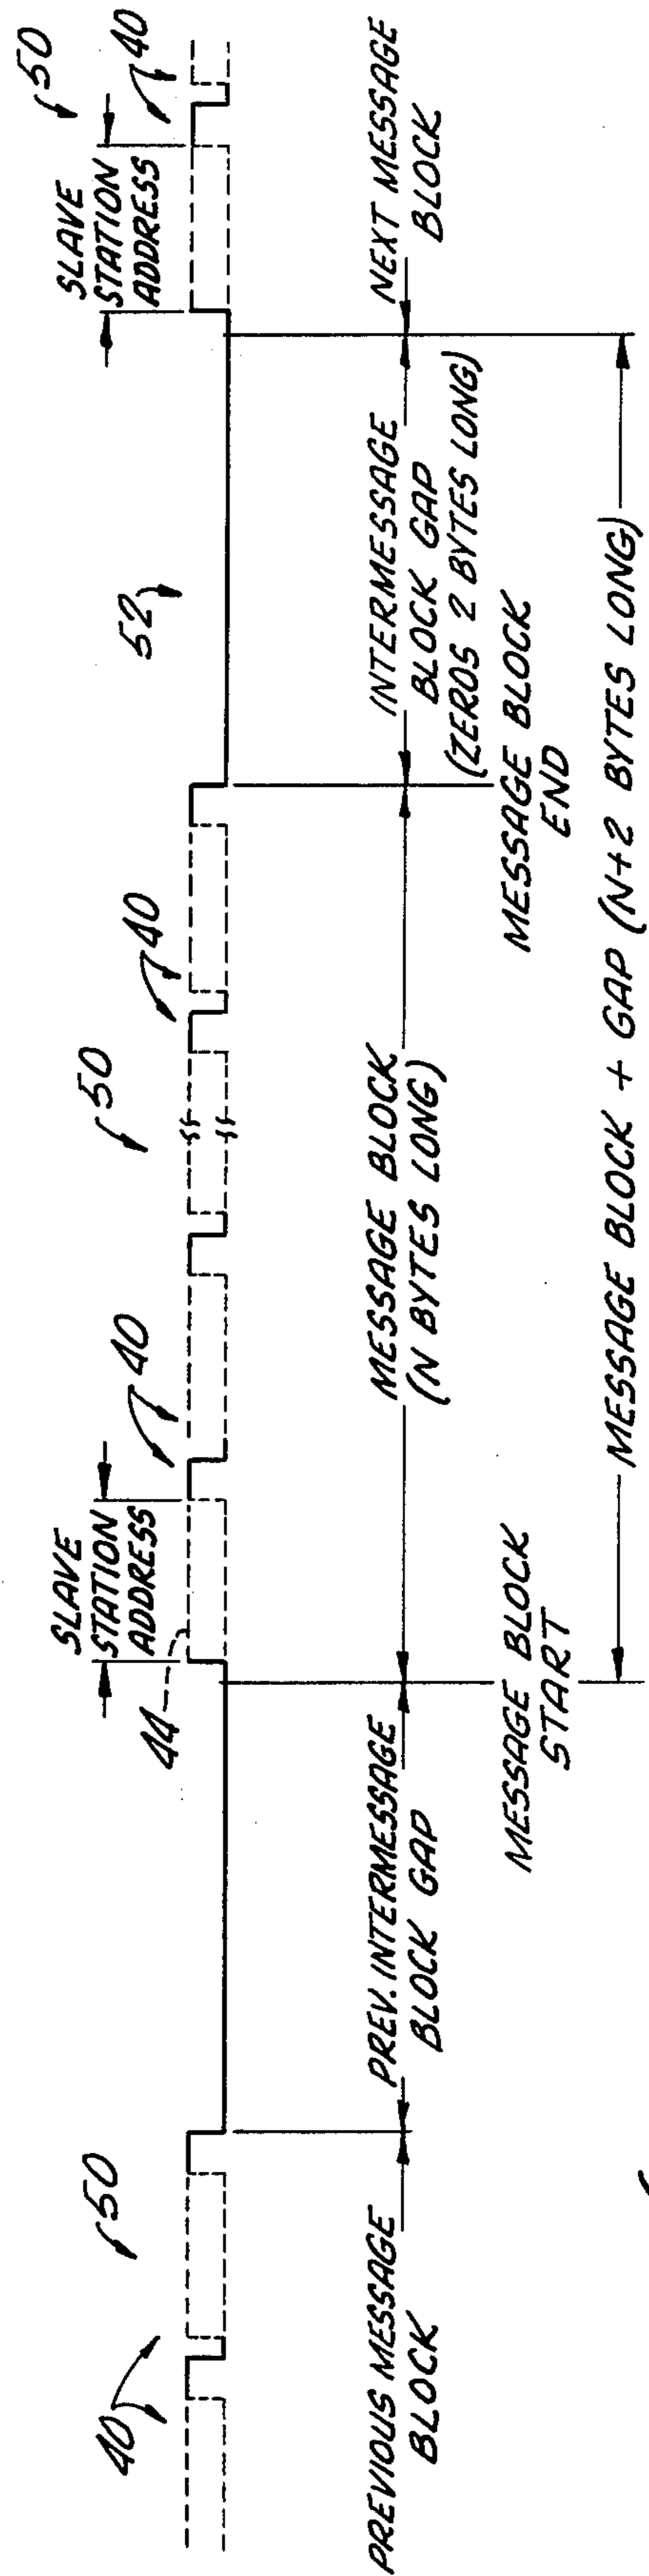 40
50
SLAVE
STATION
ADDRESS
44
40
50
40
52
SLAVE
STATION
ADDRESS
50
40
PREVIOUS MESSAGE
BLOCK
PREV. INTERMESSAGE
BLOCK GAP
MESSAGE BLOCK
(N BYTES LONG)
INTERMESSAGE
BLOCK GAP
(ZEROS 2 BYTES LONG)
NEXT MESSAGE
BLOCK
MESSAGE BLOCK
START
MESSAGE BLOCK
END
MESSAGE BLOCK + GAP (N+2 BYTES LONG)